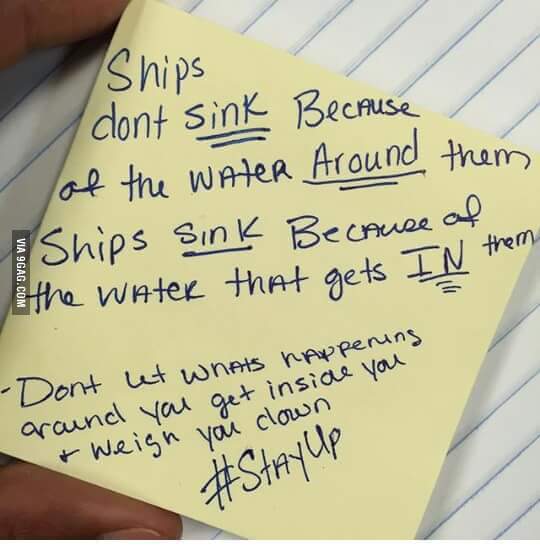 Ships
dont sink Because
of the WATER Around them
Ships Sink Because of
the WATER that gets IN them
- Dont let whats happening
around you get inside you
+ weigh you down
#StayUp
VIA 9GAG.COM